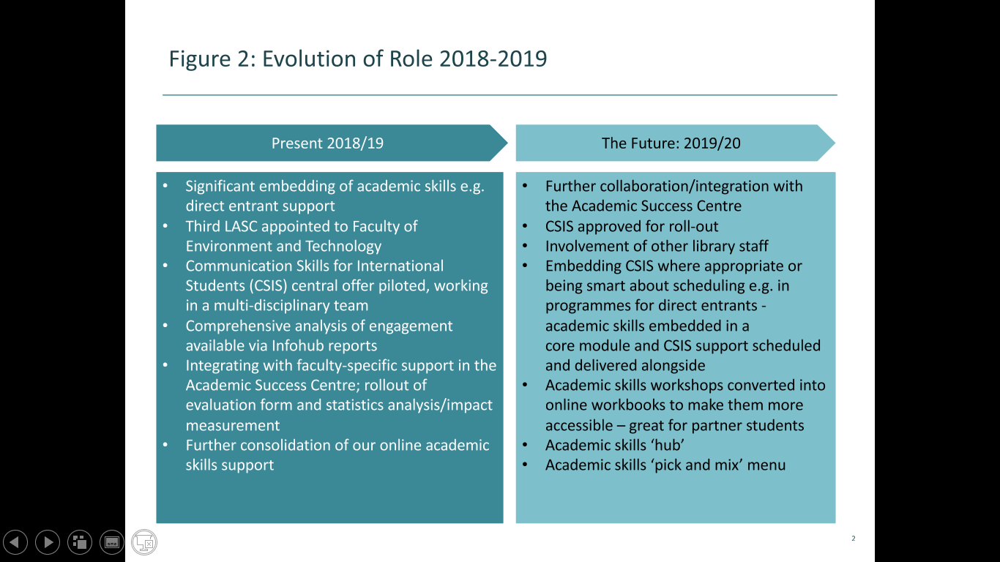 Figure 2: Evolution of Role 2018-2019
Present 2018/19
• Significant embedding of academic skills e.g.
direct entrant support
• Third LASC appointed to Faculty of
Environment and Technology
• Communication Skills for International
Students (CSIS) central offer piloted, working
in a multi-disciplinary team
• Comprehensive analysis of engagement
available via Infohub reports
• Integrating with faculty-specific support in the
Academic Success Centre; rollout of
evaluation form and statistics analysis/impact
measurement
• Further consolidation of our online academic
skills support
The Future: 2019/20
• Further collaboration/integration with
the Academic Success Centre
• CSIS approved for roll-out
• Involvement of other library staff
• Embedding CSIS where appropriate or
being smart about scheduling e.g. in
programmes for direct entrants -
academic skills embedded in a
core module and CSIS support scheduled
and delivered alongside
• Academic skills workshops converted into
online workbooks to make them more
accessible – great for partner students
• Academic skills ‘hub’
• Academic skills ‘pick and mix’ menu
2